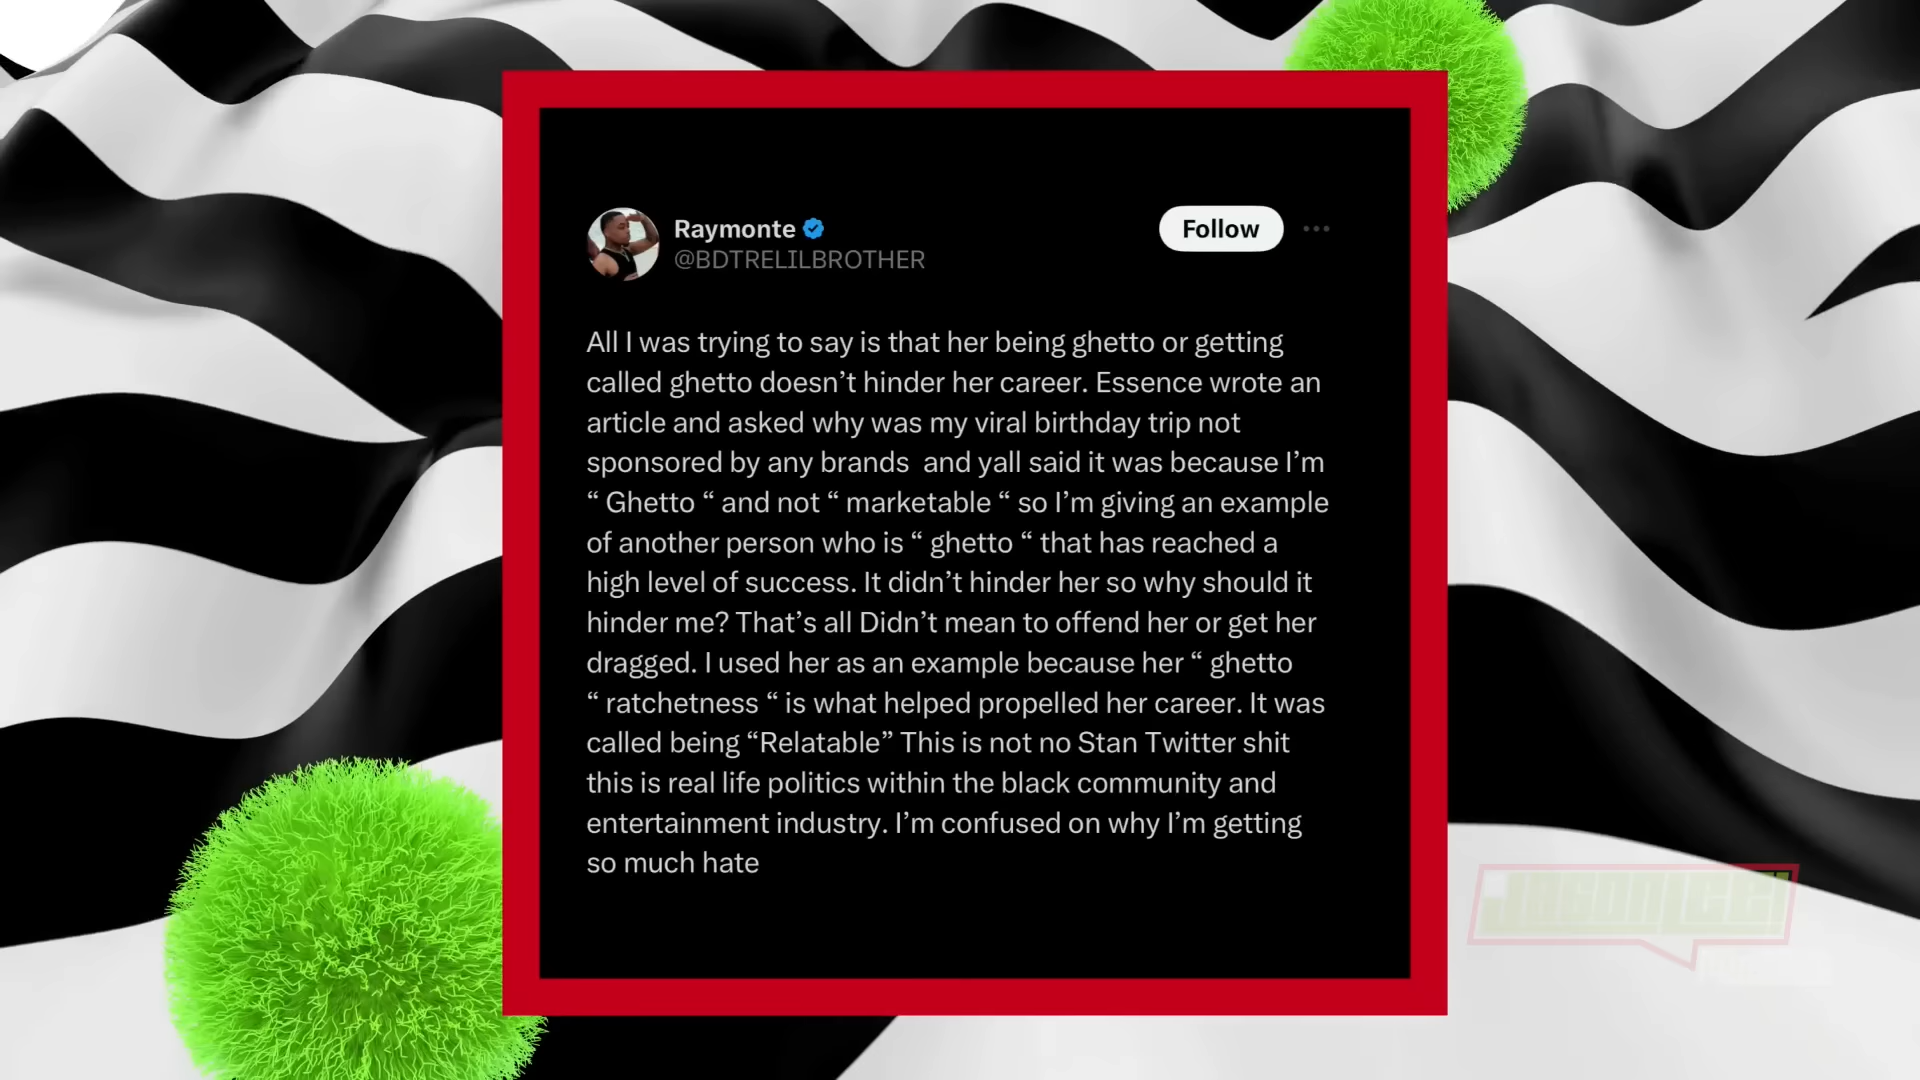 Raymonte
@BDTRELILBROTHER
Follow
All I was trying to say is that her being ghetto or getting
called ghetto doesn’t hinder her career. Essence wrote an
article and asked why was my viral birthday trip not
sponsored by any brands  and yall said it was because I’m
“ Ghetto “ and not “ marketable “ so I’m giving an example
of another person who is “ ghetto “ that has reached a
high level of success. It didn’t hinder her so why should it
hinder me? That’s all Didn’t mean to offend her or get her
dragged. I used her as an example because her “ ghetto
“ ratchetness “ is what helped propelled her career. It was
called being “Relatable” This is not no Stan Twitter shit
this is real life politics within the black community and
entertainment industry. I’m confused on why I’m getting
so much hate